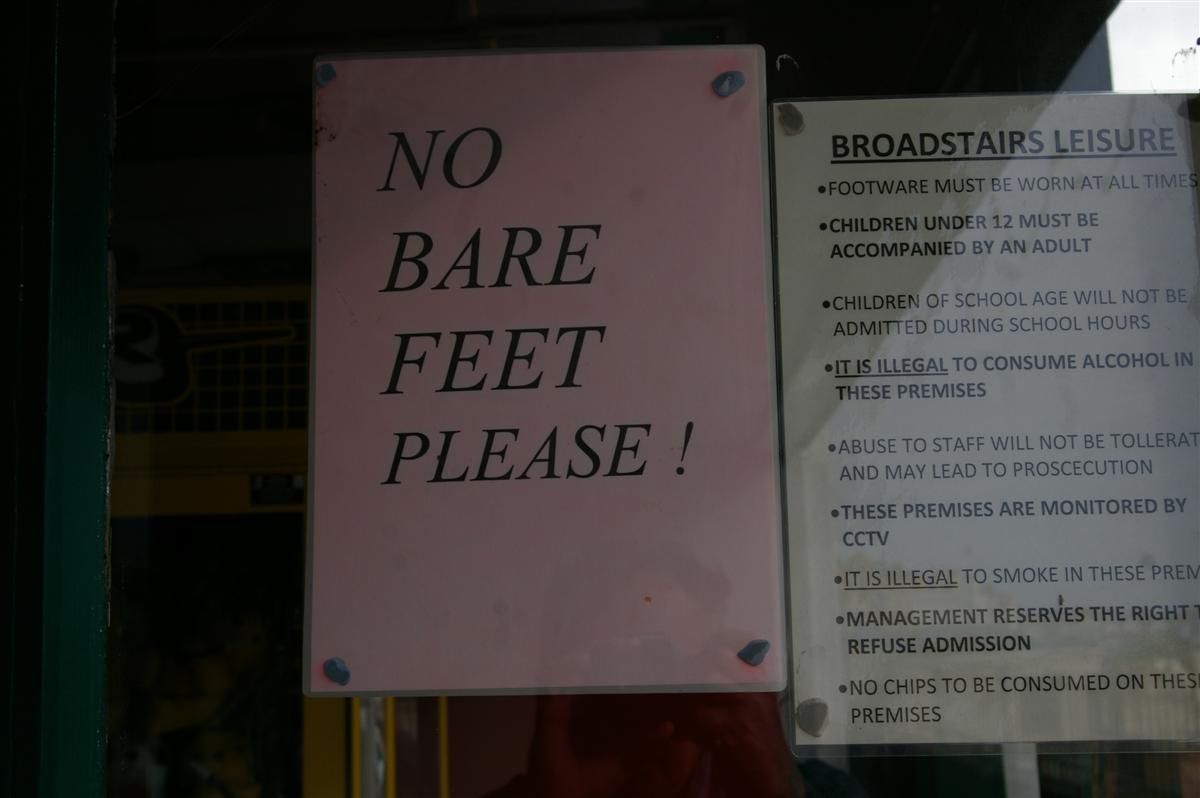 NO
BARE
FEET
PLEASE !
BROADSTAIRS LEISURE
•FOOTWARE MUST BE WORN AT ALL TIMES
•CHILDREN UNDER 12 MUST BE
ACCOMPANIED BY AN ADULT
•CHILDREN OF SCHOOL AGE WILL NOT BE
ADMITTED DURING SCHOOL HOURS
•IT IS ILLEGAL TO CONSUME ALCOHOL IN
THESE PREMISES
•ABUSE TO STAFF WILL NOT BE TOLLERAT
AND MAY LEAD TO PROSCECUTION
•THESE PREMISES ARE MONITORED BY
CCTV
•IT IS ILLEGAL TO SMOKE IN THESE PREM
•MANAGEMENT RESERVES THE RIGHT T
REFUSE ADMISSION
•NO CHIPS TO BE CONSUMED ON THESE
PREMISES